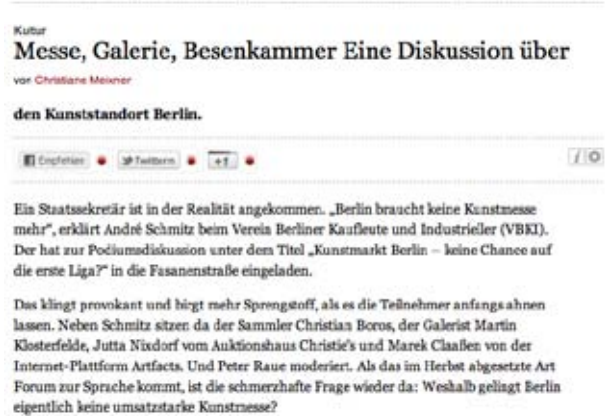 Kultur
Messe, Galerie, Besenkammer Eine Diskussion über
von Christiane Meixner
den Kunststandort Berlin.
Empfehlen Twittern +1
Ein Staatssekretär ist in der Realität angekommen. „Berlin braucht keine Kunstmesse
mehr“, erklärt André Schmitz beim Verein Berliner Kaufleute und Industrieller (VBKI).
Der hat zur Podiumsdiskussion unter dem Titel „Kunstmarkt Berlin – keine Chance auf
die erste Liga?“ in die Fasanenstraße eingeladen.
Das klingt provokant und birgt mehr Sprengstoff, als es die Teilnehmer anfangs ahnen
lassen. Neben Schmitz sitzen da der Sammler Christian Boros, der Galerist Martin
Klosterfelde, Jutta Nixdorf vom Auktionshaus Christie's und Marek Claaßen von der
Internet-Plattform Artfacts. Und Peter Raue moderiert. Als das im Herbst abgesetzte Art
Forum zur Sprache kommt, ist die schmerzhafte Frage wieder da: Weshalb gelingt Berlin
eigentlich keine umsatzstarke Kunstmesse?